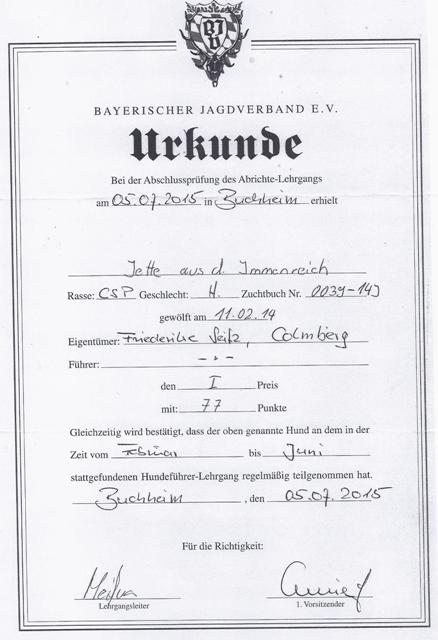 BJV
BAYERISCHER JAGDVERBAND E.V.
Urkunde
Bei der Abschlussprüfung des Abrichte-Lehrgangs
am 05.07.2015 in Buchheim erhielt
Jette aus d. Immenreich
Rasse: CSP Geschlecht: H. Zuchtbuch Nr. 0039-14J
gewölft am 11.02.14
Eigentümer: Friederike Seitz, Colmberg
Führer: - " -
den I Preis
mit: 77 Punkte
Gleichzeitig wird bestätigt, dass der oben genannte Hund an dem in der
Zeit vom Februar bis Juni
stattgefundenen Hundeführer-Lehrgang regelmäßig teilgenommen hat.
Buchheim, den 05.07.2015
Für die Richtigkeit:
Lehrgangsleiter 1. Vorsitzender